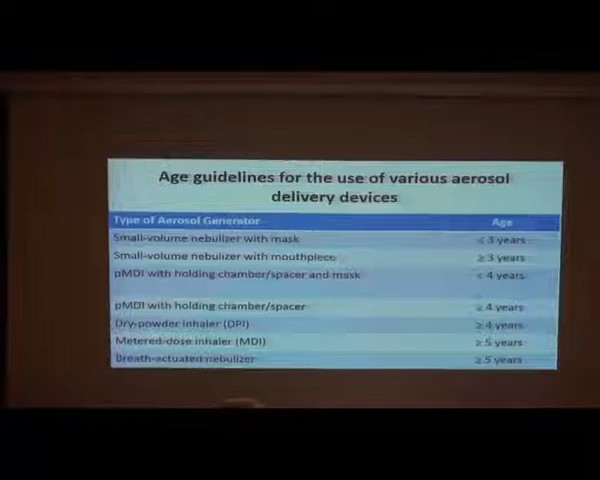 Age guidelines for the use of various aerosol
delivery devices
Type of Aerosol Generator Age
Small-volume nebulizer with mask < 3 years
Small-volume nebulizer with mouthpiece ≥ 3 years
pMDI with holding chamber/spacer and mask < 4 years
pMDI with holding chamber/spacer ≥ 4 years
Dry-powder inhaler (DPI) ≥ 4 years
Metered-dose inhaler (MDI) ≥ 5 years
Breath-actuated nebulizer ≥ 5 years